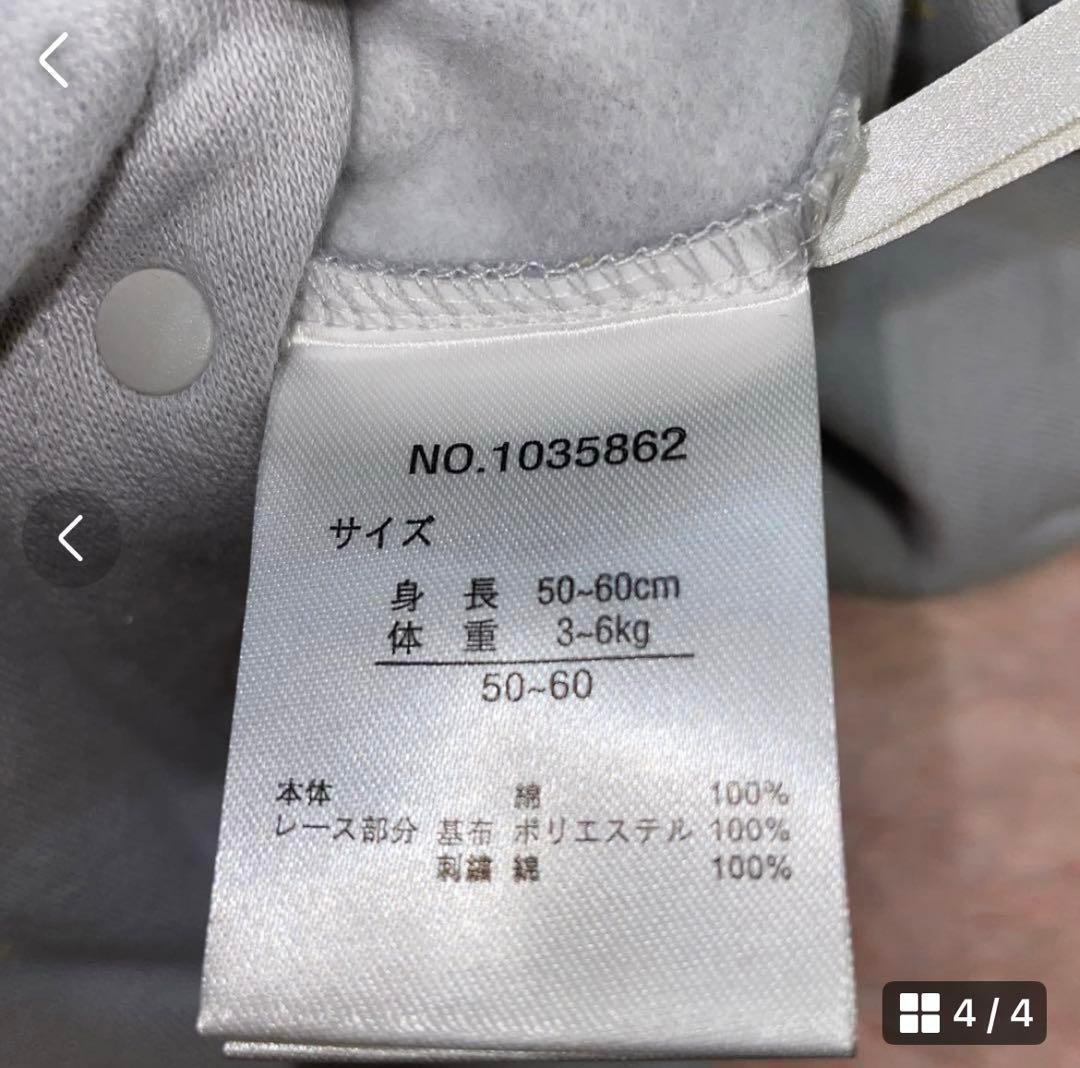 NO.1035862
サイズ
身 長 50~60cm
体 重 3~6kg
50~60
本体 綿 100%
レース部分 基布 ポリエステル 100%
刺繍 綿 100%
4 / 4